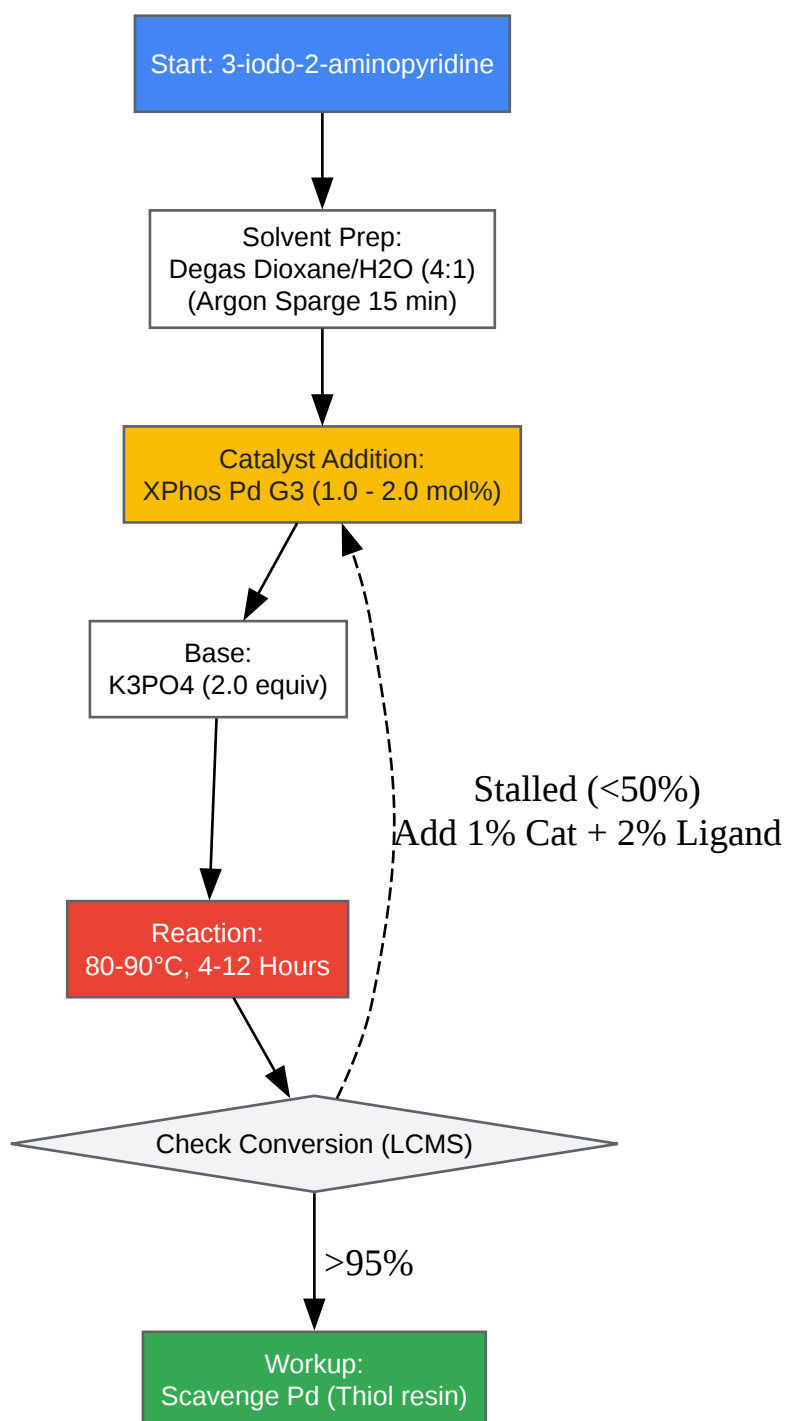 Start: 3-iodo-2-aminopyridine
Solvent Prep:
Degas Dioxane/H2O (4:1)
(Argon Sparge 15 min)
Catalyst Addition:
XPhos Pd G3 (1.0 - 2.0 mol%)
Base:
K3PO4 (2.0 equiv)
Stalled (<50%)
Add 1% Cat + 2% Ligand
Reaction:
80-90°C, 4-12 Hours
Check Conversion (LCMS)
>95%
Workup:
Scavenge Pd (Thiol resin)